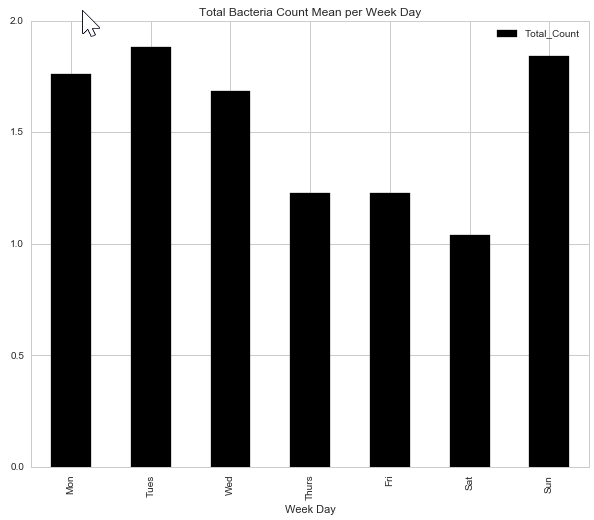 Total Bacteria Count Mean per Week Day
Total_Count
2.0
1.5
1.0
0.5
0.0
Mon
Tues
Wed
Thurs
Fri
Sat
Sun
Week Day